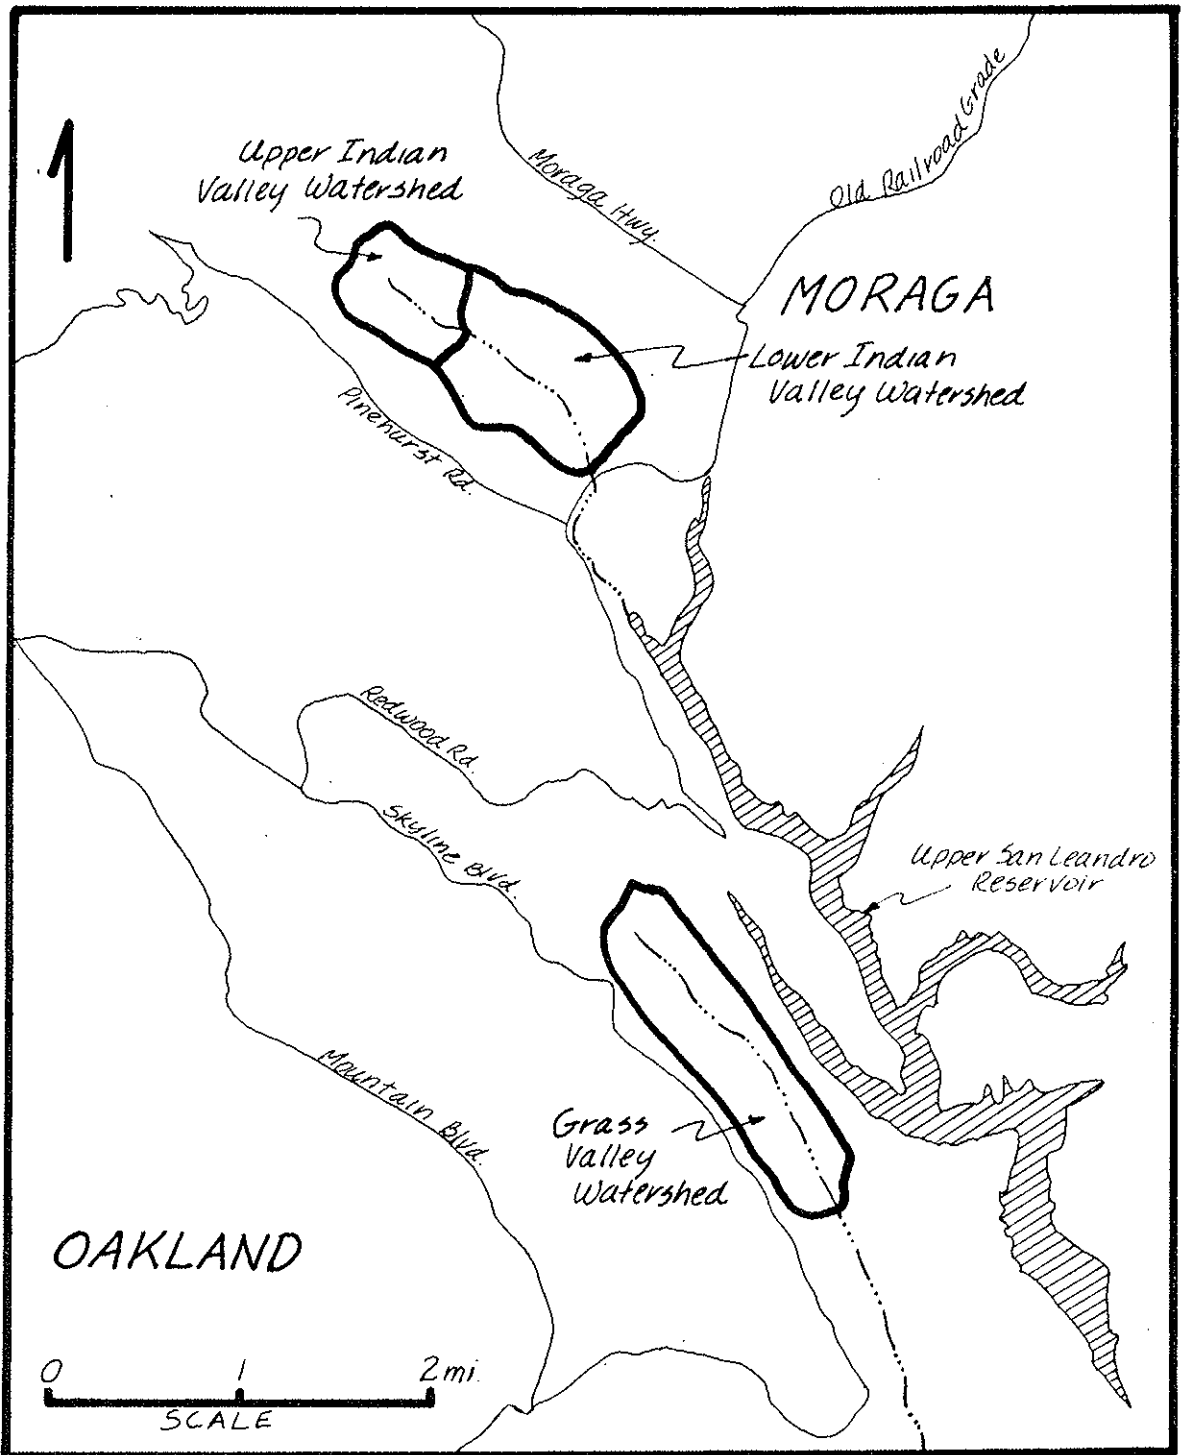 Upper Indian
Valley Watershed
Moraga Hwy.
Old Railroad Grade
MORAGA
Lower Indian
Valley Watershed
Pinehurst Rd.
Redwood Rd.
Skyline Blvd.
Upper San Leandro
Reservoir
Mountain Blvd.
Grass
Valley
Watershed
OAKLAND
0 1 2 mi.
SCALE